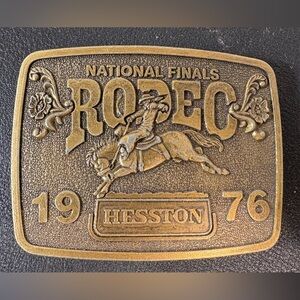 NATIONAL FINALS
RODEO
19 76
HESSTON